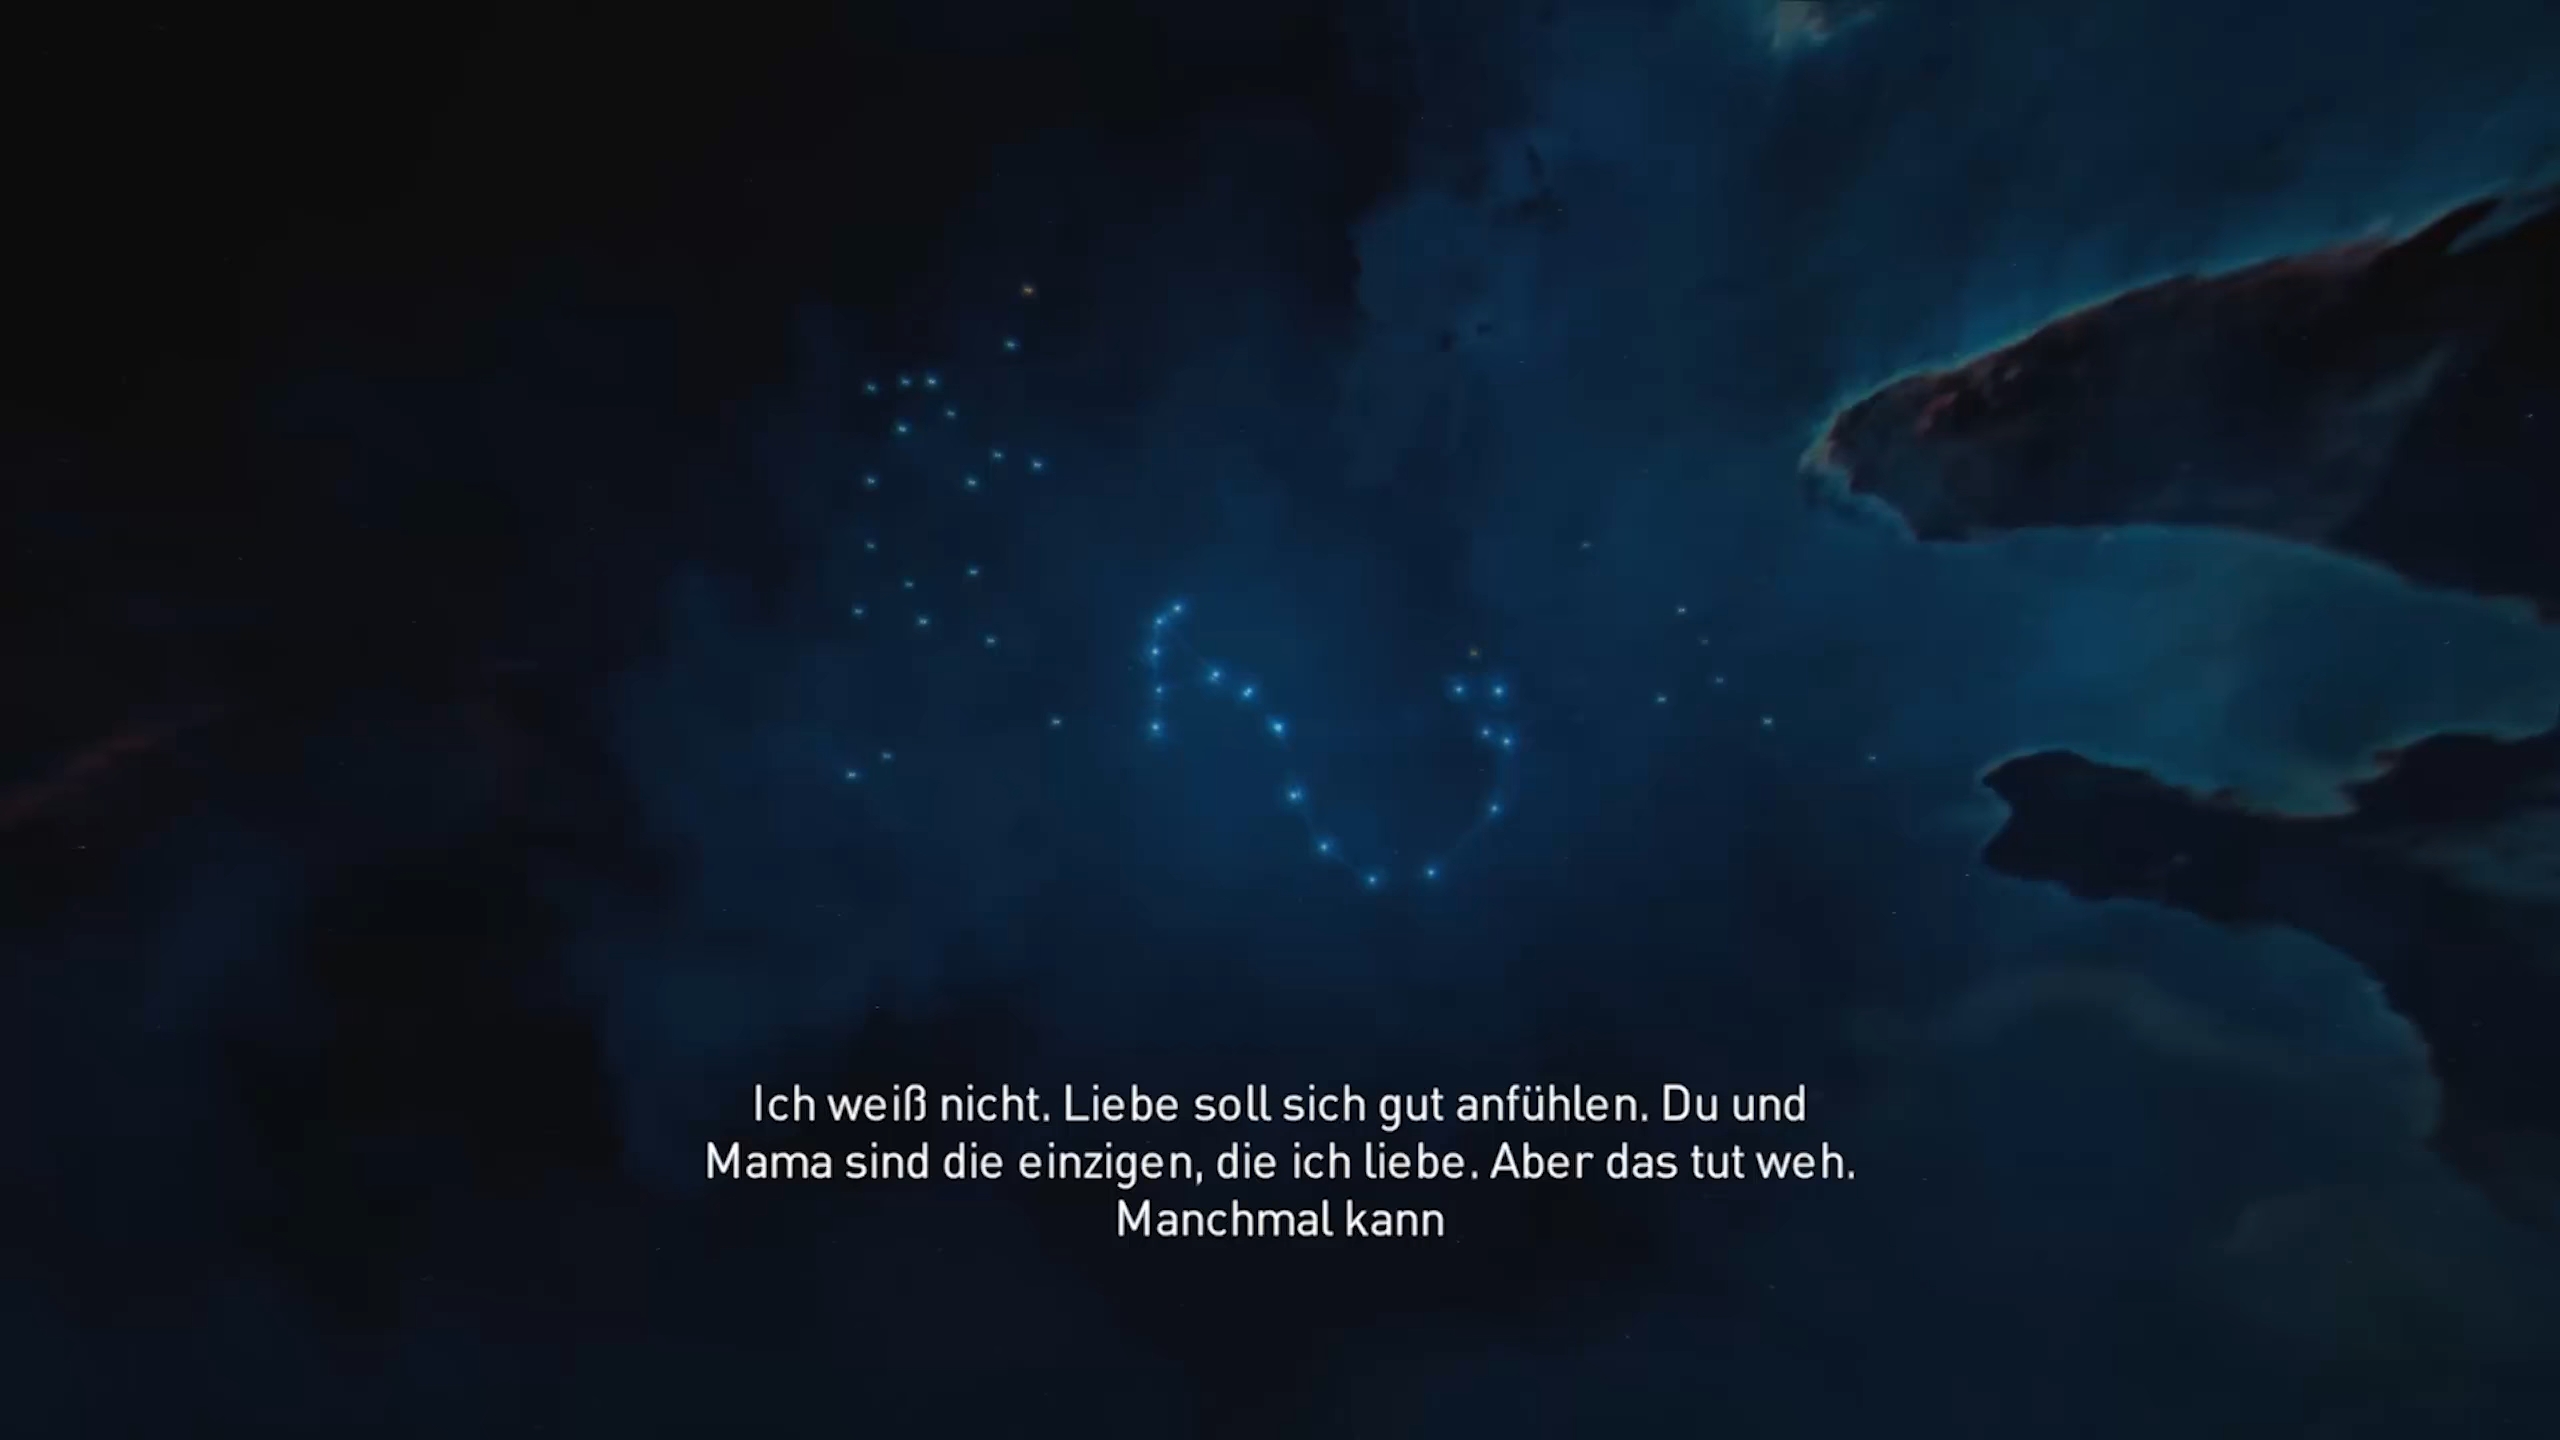 Ich weiß nicht. Liebe soll sich gut anfühlen. Du und
Mama sind die einzigen, die ich liebe. Aber das tut weh.
Manchmal kann